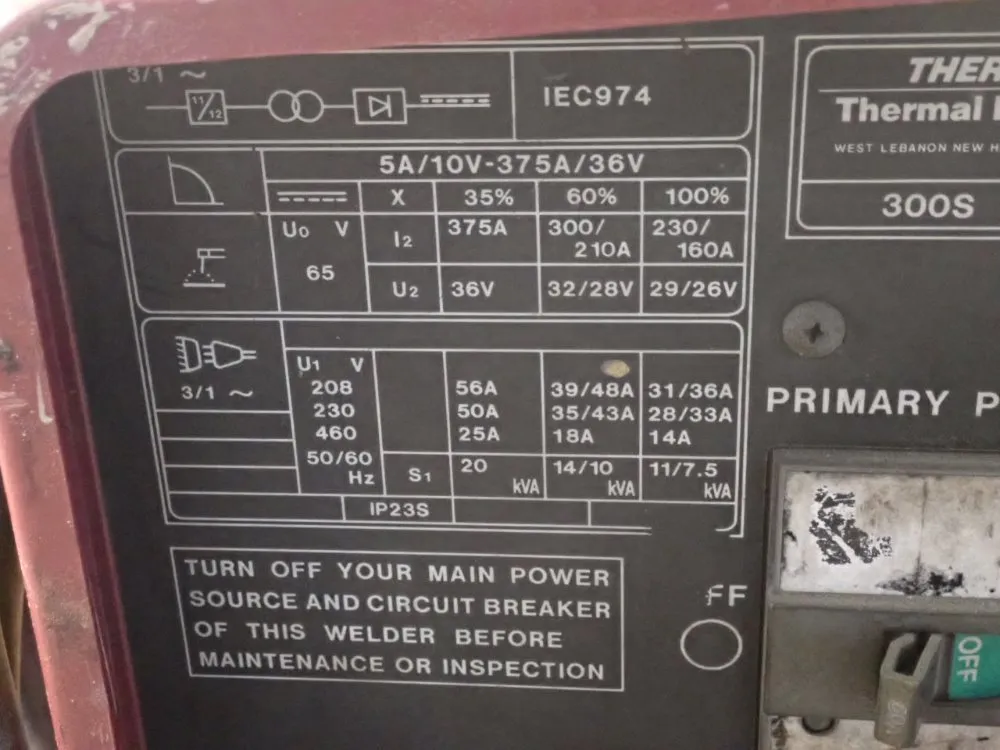 3/1 ~
11/12
IEC974
5A/10V-375A/36V
X 35% 60% 100%
U0 V
65
I2 375A 300/210A 230/160A
U2 36V 32/28V 29/26V
3/1 ~
U1 V
208 56A 39/48A 31/36A
230 50A 35/43A 28/33A
460 25A 18A 14A
50/60 Hz
S1 20 kVA 14/10 kVA 11/7.5 kVA
IP23S
TURN OFF YOUR MAIN POWER
SOURCE AND CIRCUIT BREAKER
OF THIS WELDER BEFORE
MAINTENANCE OR INSPECTION
THER
Thermal
WEST LEBANON NEW H
300S
PRIMARY P
FF
OFF